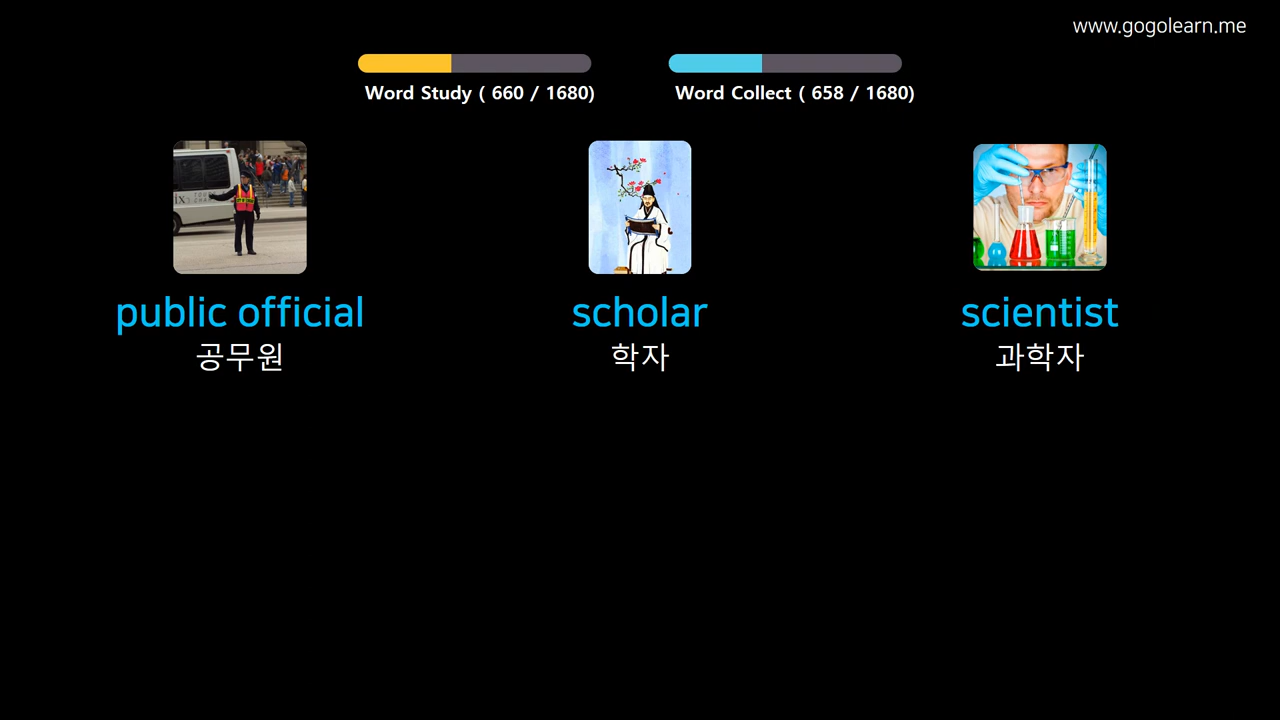 www.gogolearn.me
Word Study ( 660 / 1680)
Word Collect ( 658 / 1680)
public official
scholar
scientist
공무원
학자
과학자